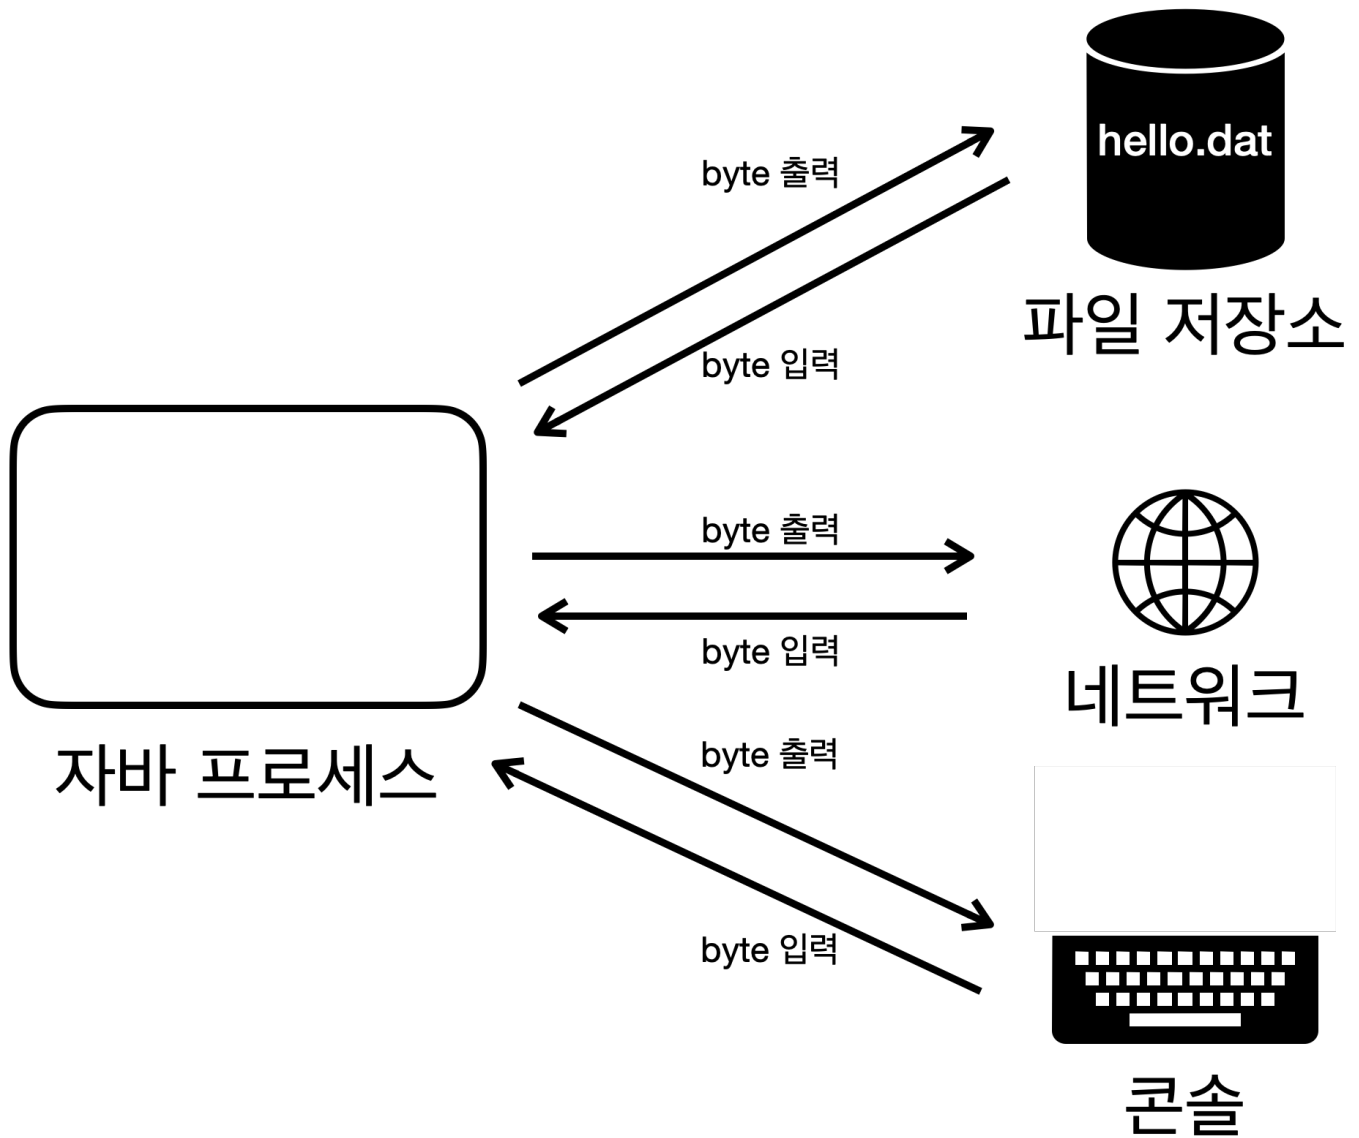 hello.dat
파일 저장소
byte 출력
byte 입력
byte 출력
byte 입력
네트워크
자바 프로세스
byte 출력
byte 입력
콘솔